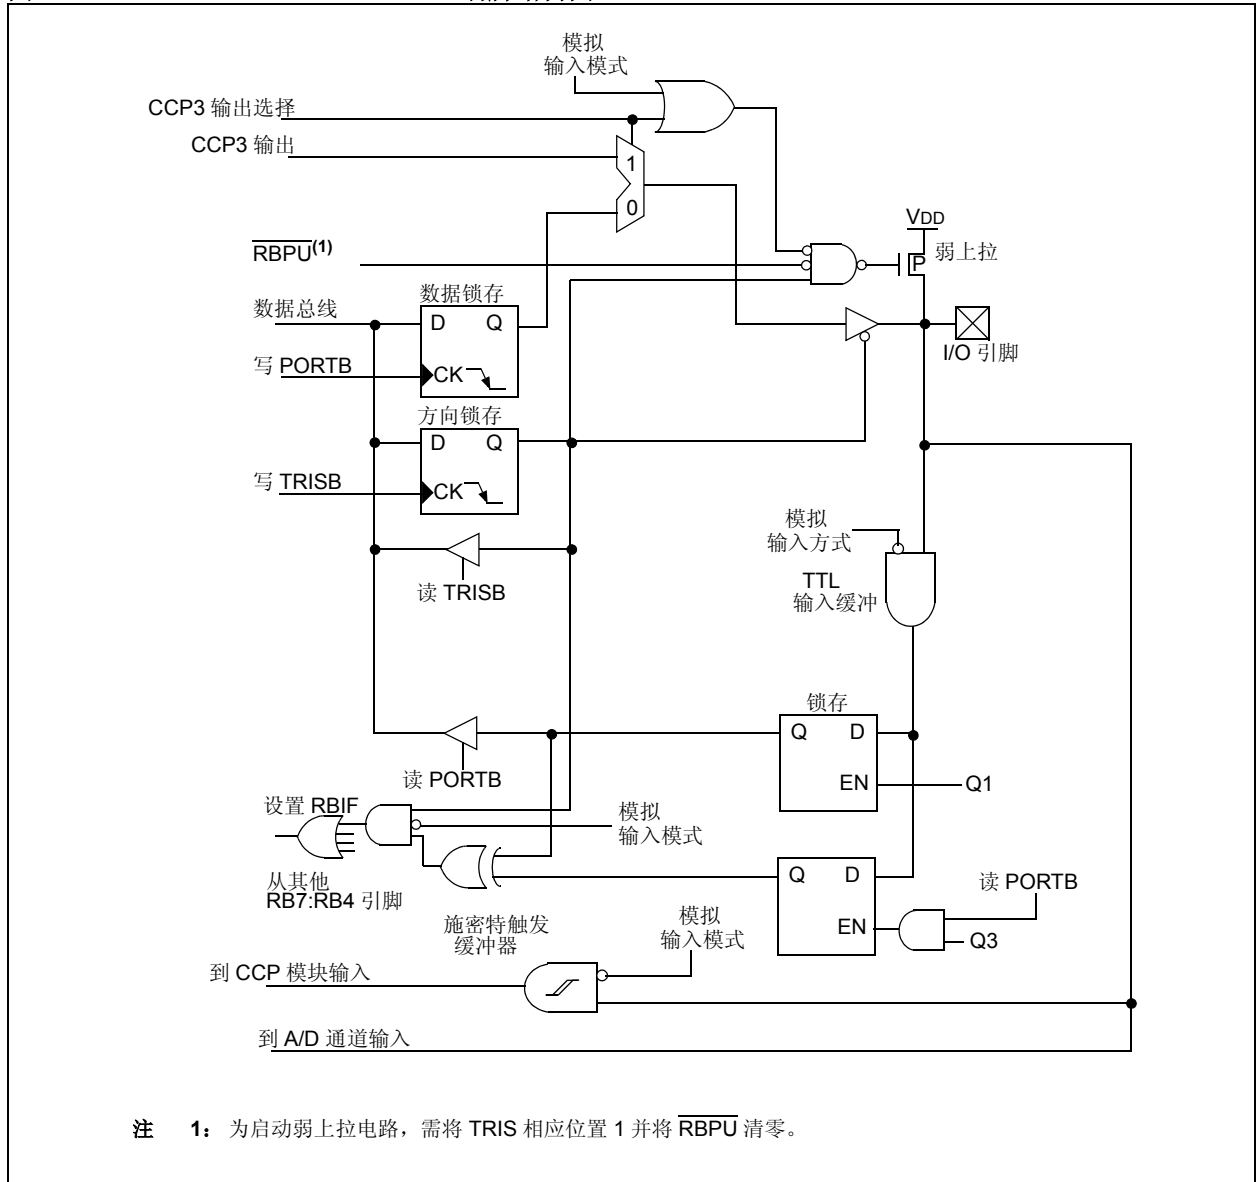 模拟
输入模式
CCP3 输出选择
CCP3 输出
1
0
VDD
弱上拉
P
RBPU(1)
数据总线
数据锁存
D Q
CK
写 PORTB
I/O 引脚
方向锁存
D Q
CK
写 TRISB
模拟
输入方式
TTL
输入缓冲
读 TRISB
锁存
Q D
EN
Q1
读 PORTB
设置 RBIF
模拟
输入模式
从其他
RB7:RB4 引脚
Q D
EN
读 PORTB
Q3
施密特触发
缓冲器
模拟
输入模式
到 CCP 模块输入
到 A/D 通道输入
注 1： 为启动弱上拉电路，需将 TRIS 相应位置 1 并将 RBPU 清零。